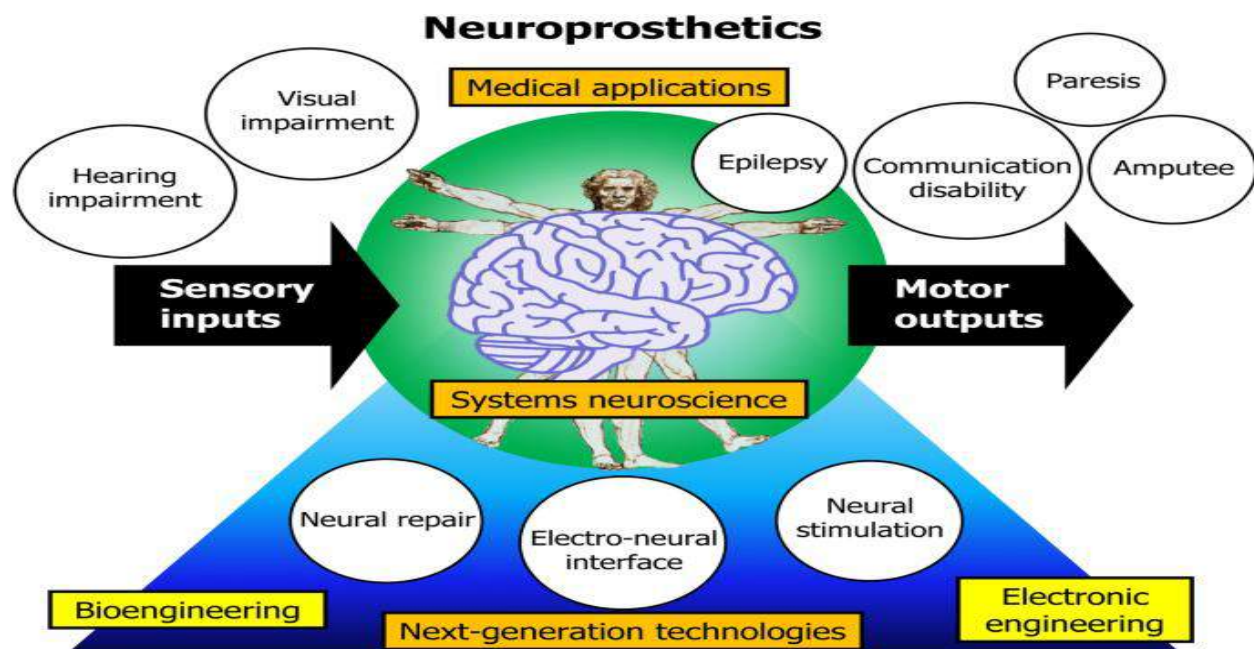 Neuroprosthetics
Medical applications
Visual
impairment
Hearing
impairment
Epilepsy
Communication
disability
Paresis
Amputee
Sensory
inputs
Motor
outputs
Systems neuroscience
Neural repair
Electro-neural
interface
Neural
stimulation
Bioengineering
Next-generation technologies
Electronic
engineering